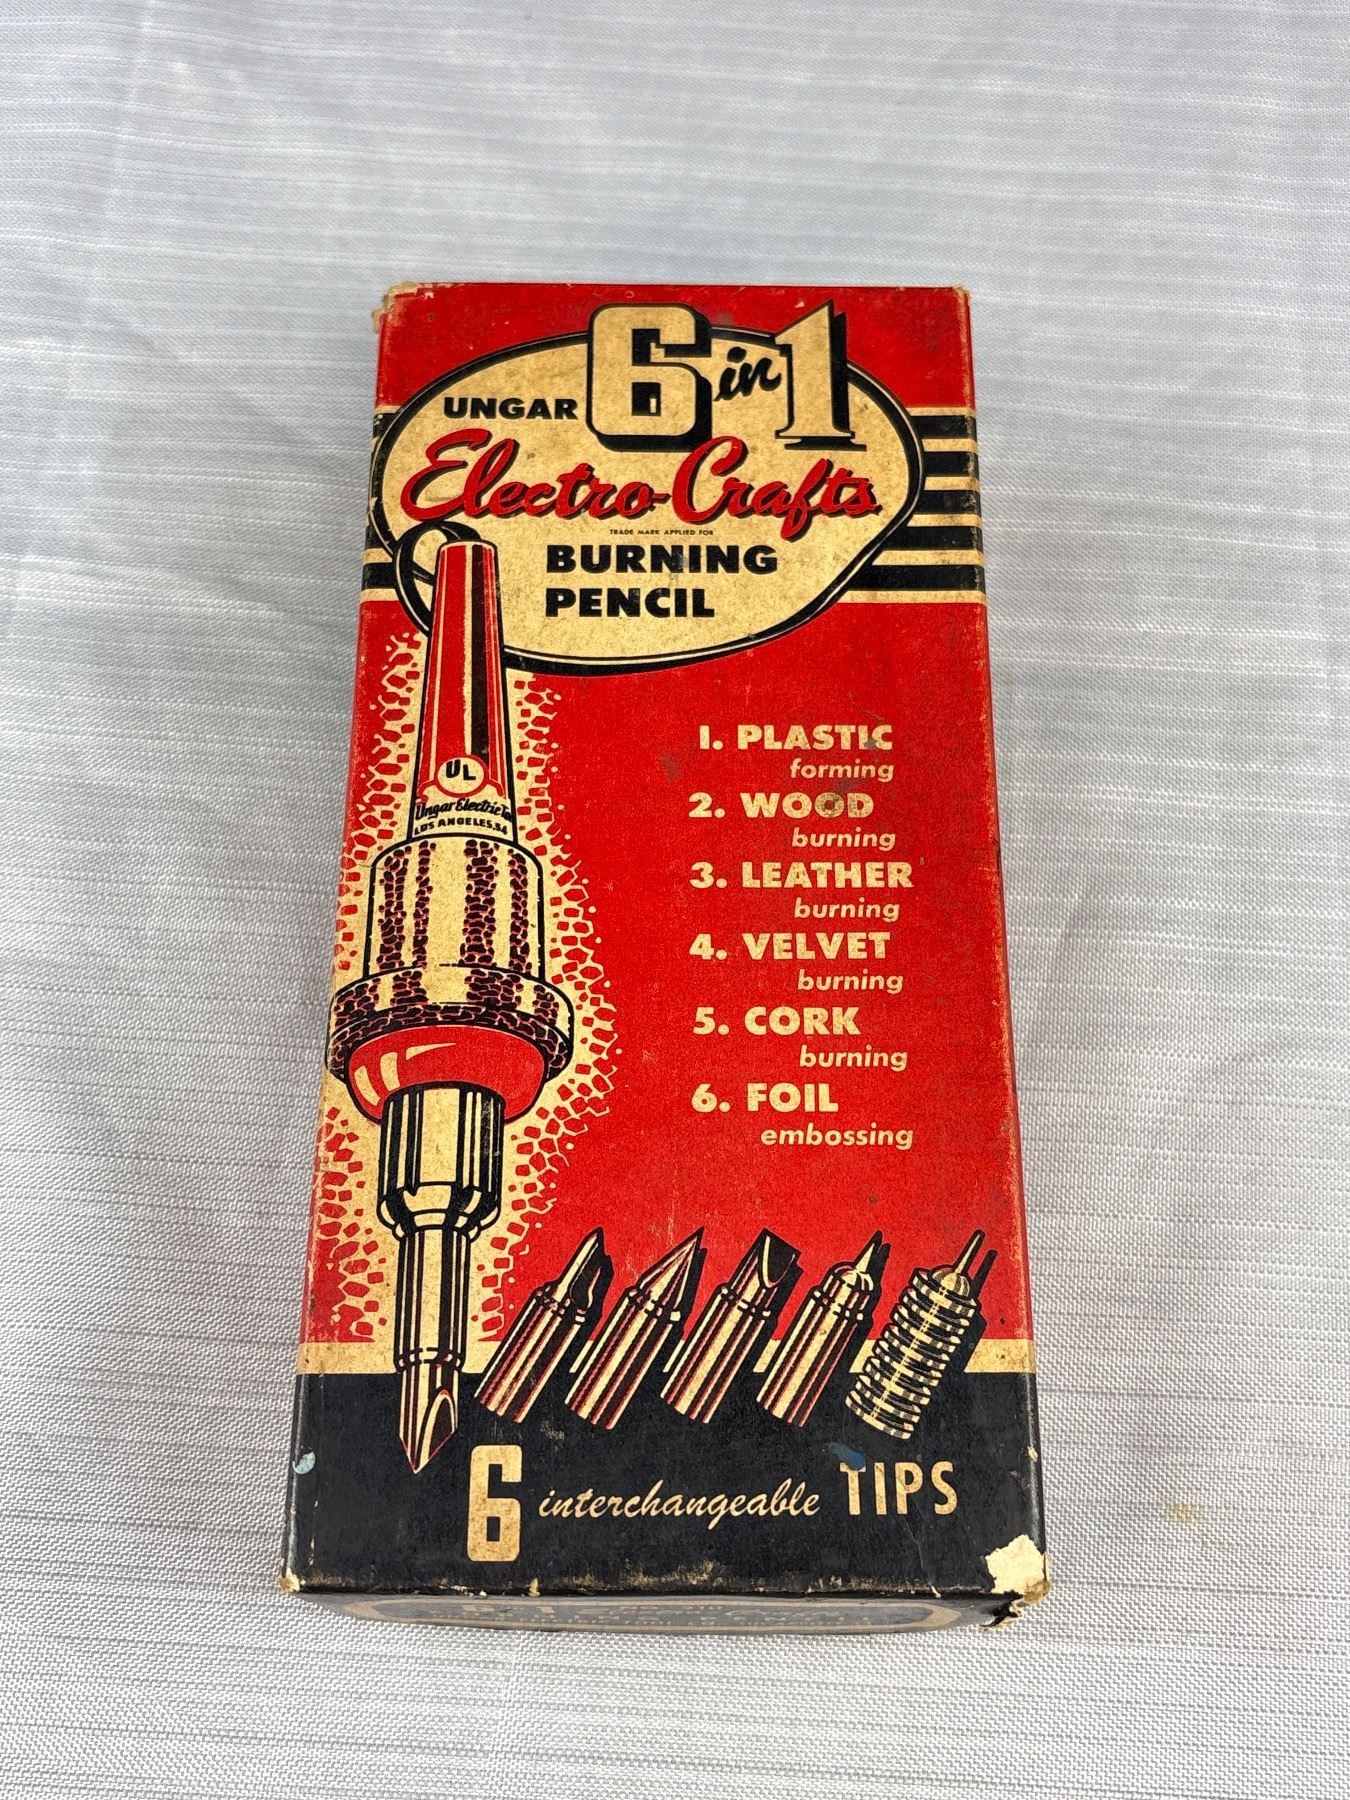 6 in 1
UNGAR
Electro-Crafts
TRADE MARK APPLIED FOR
BURNING
PENCIL
UL
Ungar Electric
LOS ANGELES, 54
1. PLASTIC
forming
2. WOOD
burning
3. LEATHER
burning
4. VELVET
burning
5. CORK
burning
6. FOIL
embossing
6 interchangeable TIPS